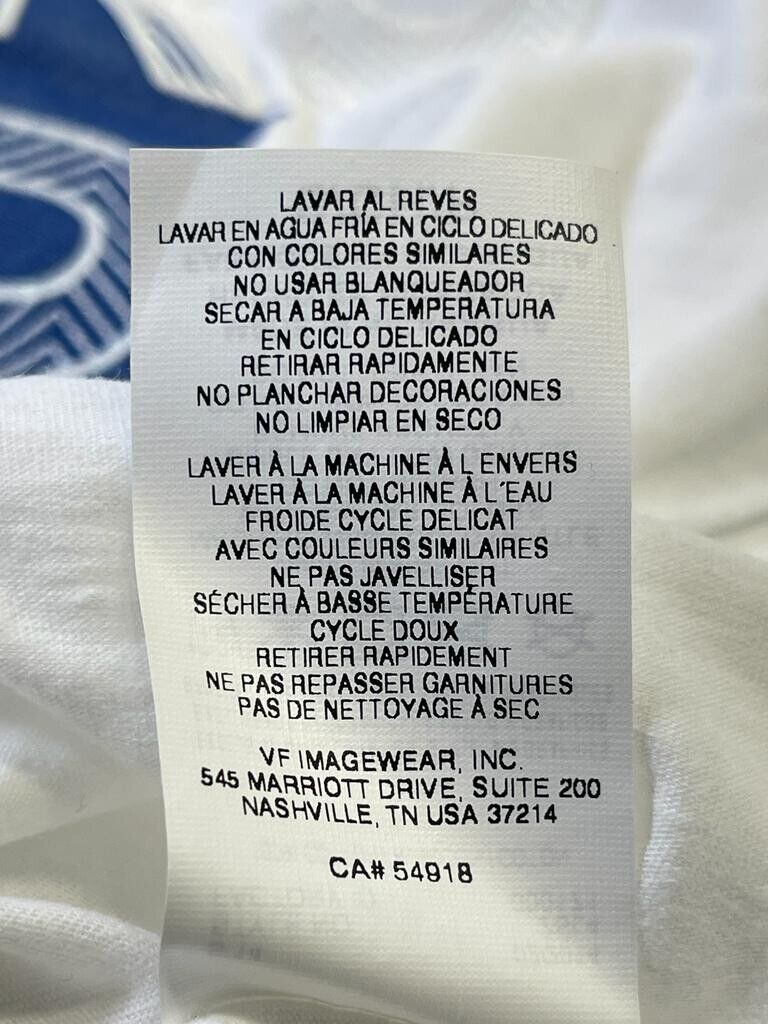 LAVAR AL REVES
LAVAR EN AGUA FRÍA EN CICLO DELICADO
CON COLORES SIMILARES
NO USAR BLANQUEADOR
SECAR A BAJA TEMPERATURA
EN CICLO DELICADO
RETIRAR RAPIDAMENTE
NO PLANCHAR DECORACIONES
NO LIMPIAR EN SECO
LAVER À LA MACHINE À L ENVERS
LAVER À LA MACHINE À L'EAU
FROIDE CYCLE DELICAT
AVEC COULEURS SIMILAIRES
NE PAS JAVELLISER
SÉCHER À BASSE TEMPÉRATURE
CYCLE DOUX
RETIRER RAPIDEMENT
NE PAS REPASSER GARNITURES
PAS DE NETTOYAGE À SEC
VF IMAGEWEAR, INC.
545 MARRIOTT DRIVE, SUITE 200
NASHVILLE, TN USA 37214
CA# 54918